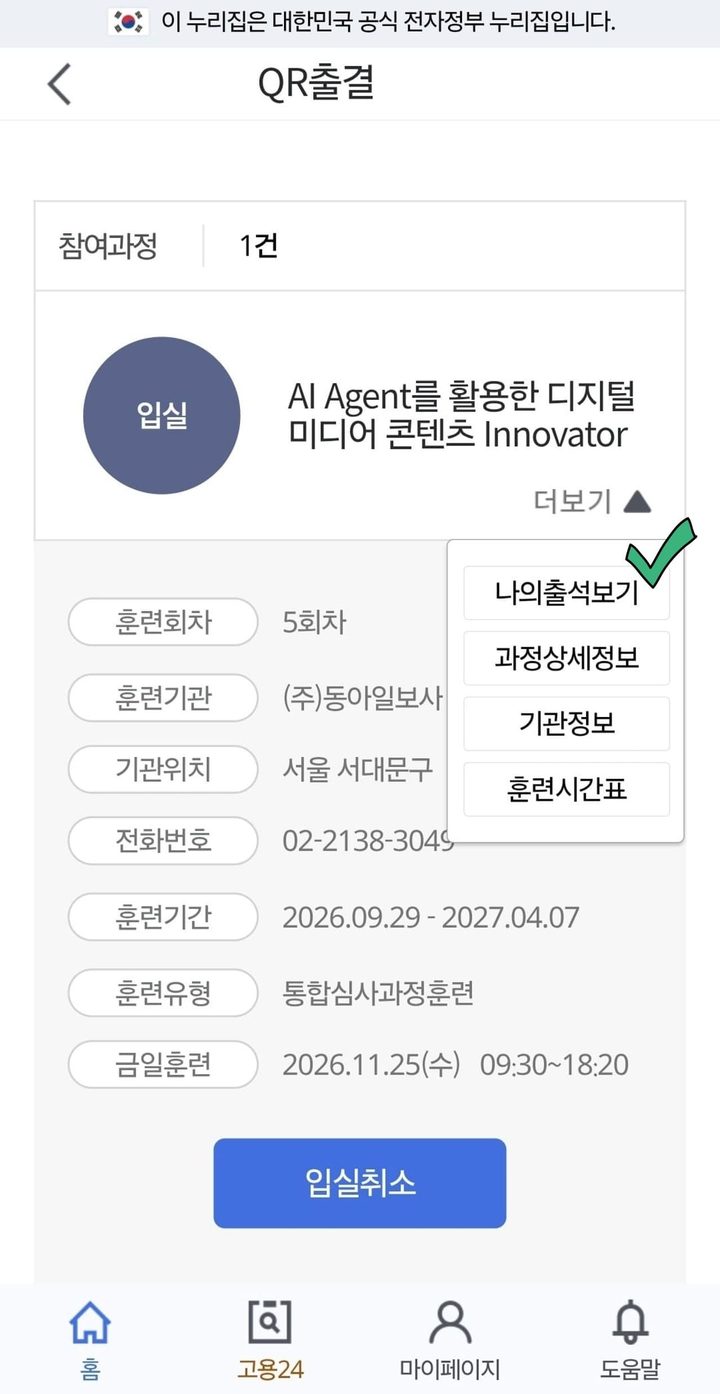 이 누리집은 대한민국 공식 전자정부 누리집입니다.
QR출결
참여과정 1건
입실
AI Agent를 활용한 디지털
미디어 콘텐츠 Innovator
더보기 ▲
나의출석보기
과정상세정보
기관정보
훈련시간표
훈련회차 5회차
훈련기관 (주)동아일보사
기관위치 서울 서대문구
전화번호 02-2138-3049
훈련기간 2026.09.29 - 2027.04.07
훈련유형 통합심사과정훈련
금일훈련 2026.11.25(수) 09:30~18:20
입실취소
홈 고용24 마이페이지 도움말